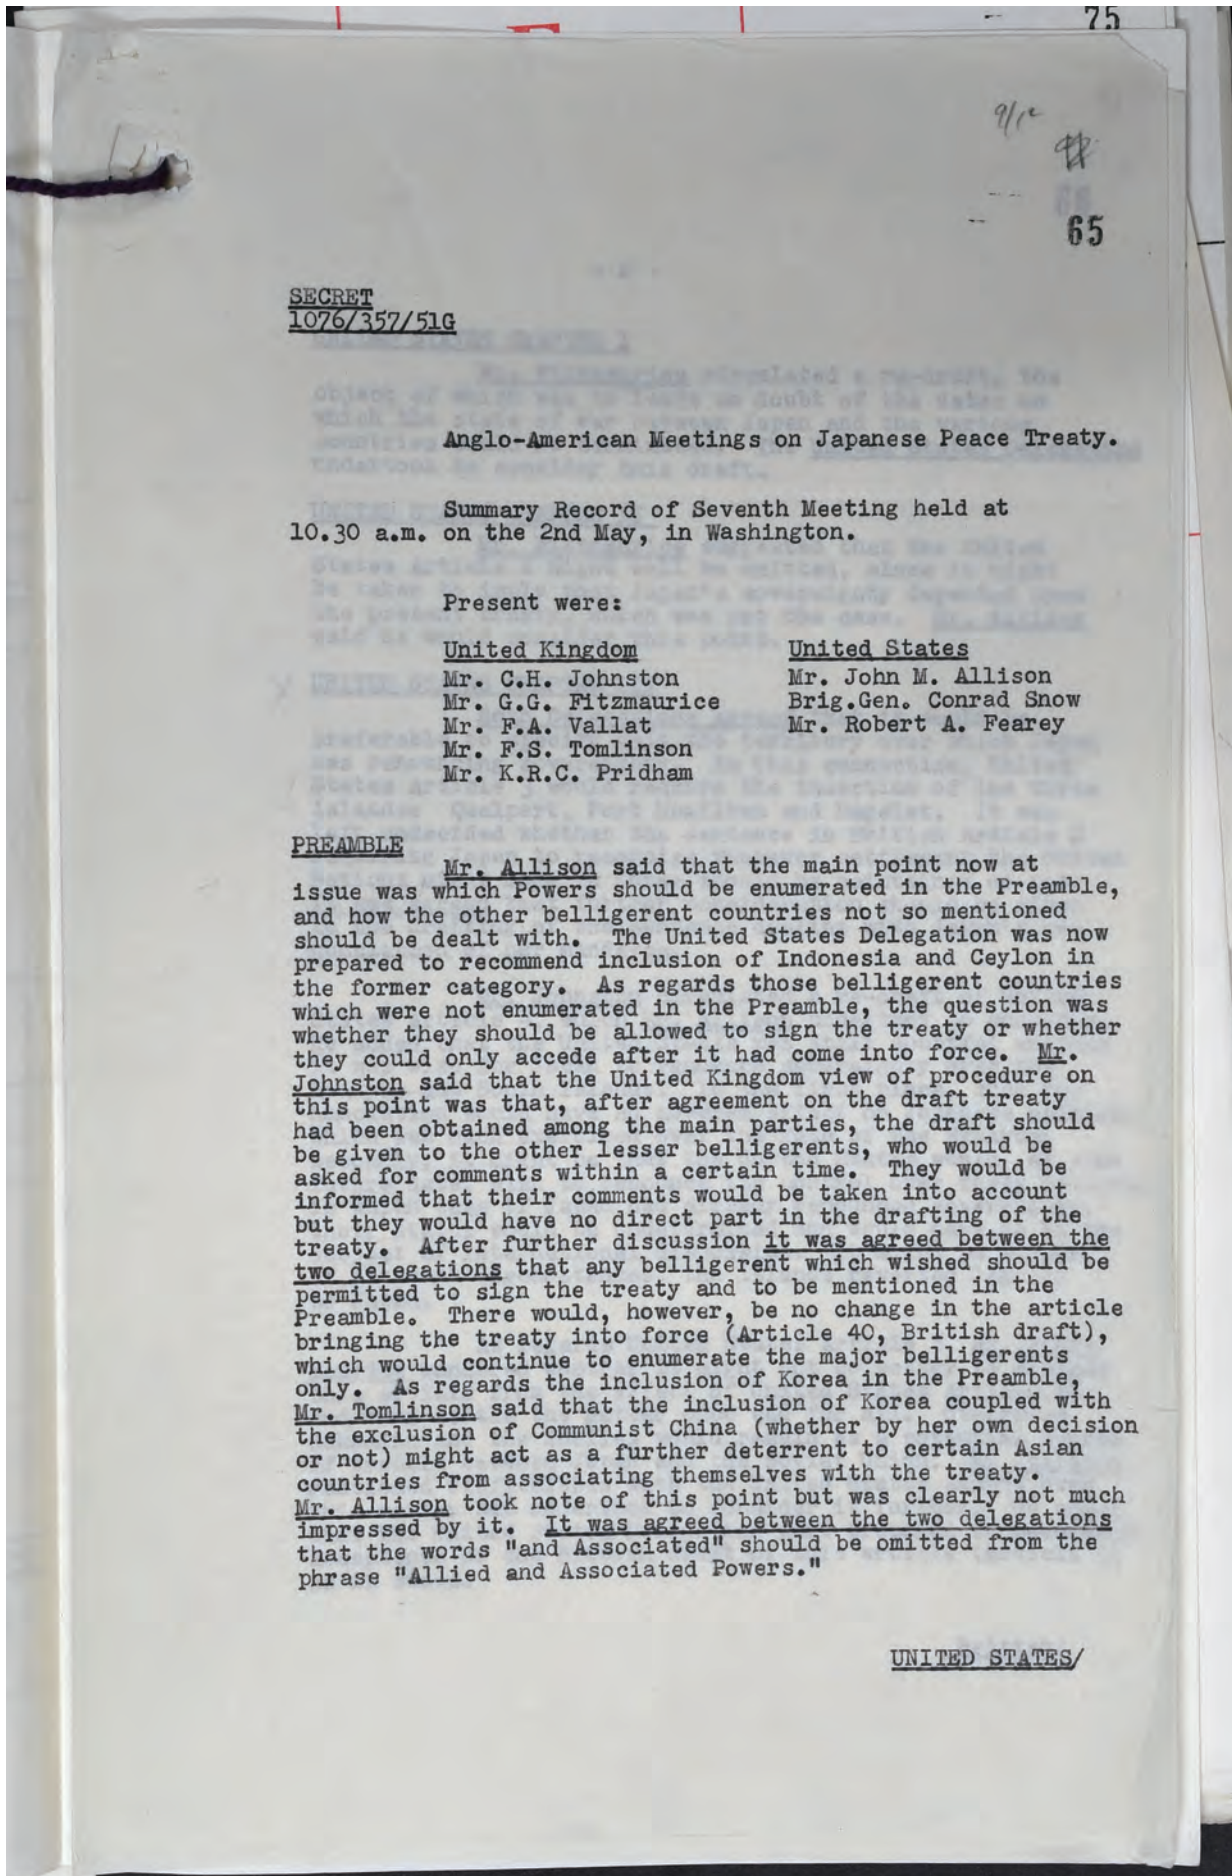 75
9/12
65
SECRET
1076/357/51G
Anglo-American Meetings on Japanese Peace Treaty.
Summary Record of Seventh Meeting held at
10.30 a.m. on the 2nd May, in Washington.
Present were:
United Kingdom
Mr. C.H. Johnston
Mr. G.G. Fitzmaurice
Mr. F.A. Vallat
Mr. F.S. Tomlinson
Mr. K.R.C. Pridham
United States
Mr. John M. Allison
Brig.Gen. Conrad Snow
Mr. Robert A. Fearey
PREAMBLE
Mr. Allison said that the main point now at
issue was which Powers should be enumerated in the Preamble,
and how the other belligerent countries not so mentioned
should be dealt with. The United States Delegation was now
prepared to recommend inclusion of Indonesia and Ceylon in
the former category. As regards those belligerent countries
which were not enumerated in the Preamble, the question was
whether they should be allowed to sign the treaty or whether
they could only accede after it had come into force. Mr.
Johnston said that the United Kingdom view of procedure on
this point was that, after agreement on the draft treaty
had been obtained among the main parties, the draft should
be given to the other lesser belligerents, who would be
asked for comments within a certain time. They would be
informed that their comments would be taken into account
but they would have no direct part in the drafting of the
treaty. After further discussion it was agreed between the
two delegations that any belligerent which wished should be
permitted to sign the treaty and to be mentioned in the
Preamble. There would, however, be no change in the article
bringing the treaty into force (Article 40, British draft),
which would continue to enumerate the major belligerents
only. As regards the inclusion of Korea in the Preamble,
Mr. Tomlinson said that the inclusion of Korea coupled with
the exclusion of Communist China (whether by her own decision
or not) might act as a further deterrent to certain Asian
countries from associating themselves with the treaty.
Mr. Allison took note of this point but was clearly not much
impressed by it. It was agreed between the two delegations
that the words "and Associated" should be omitted from the
phrase "Allied and Associated Powers."
UNITED STATES/